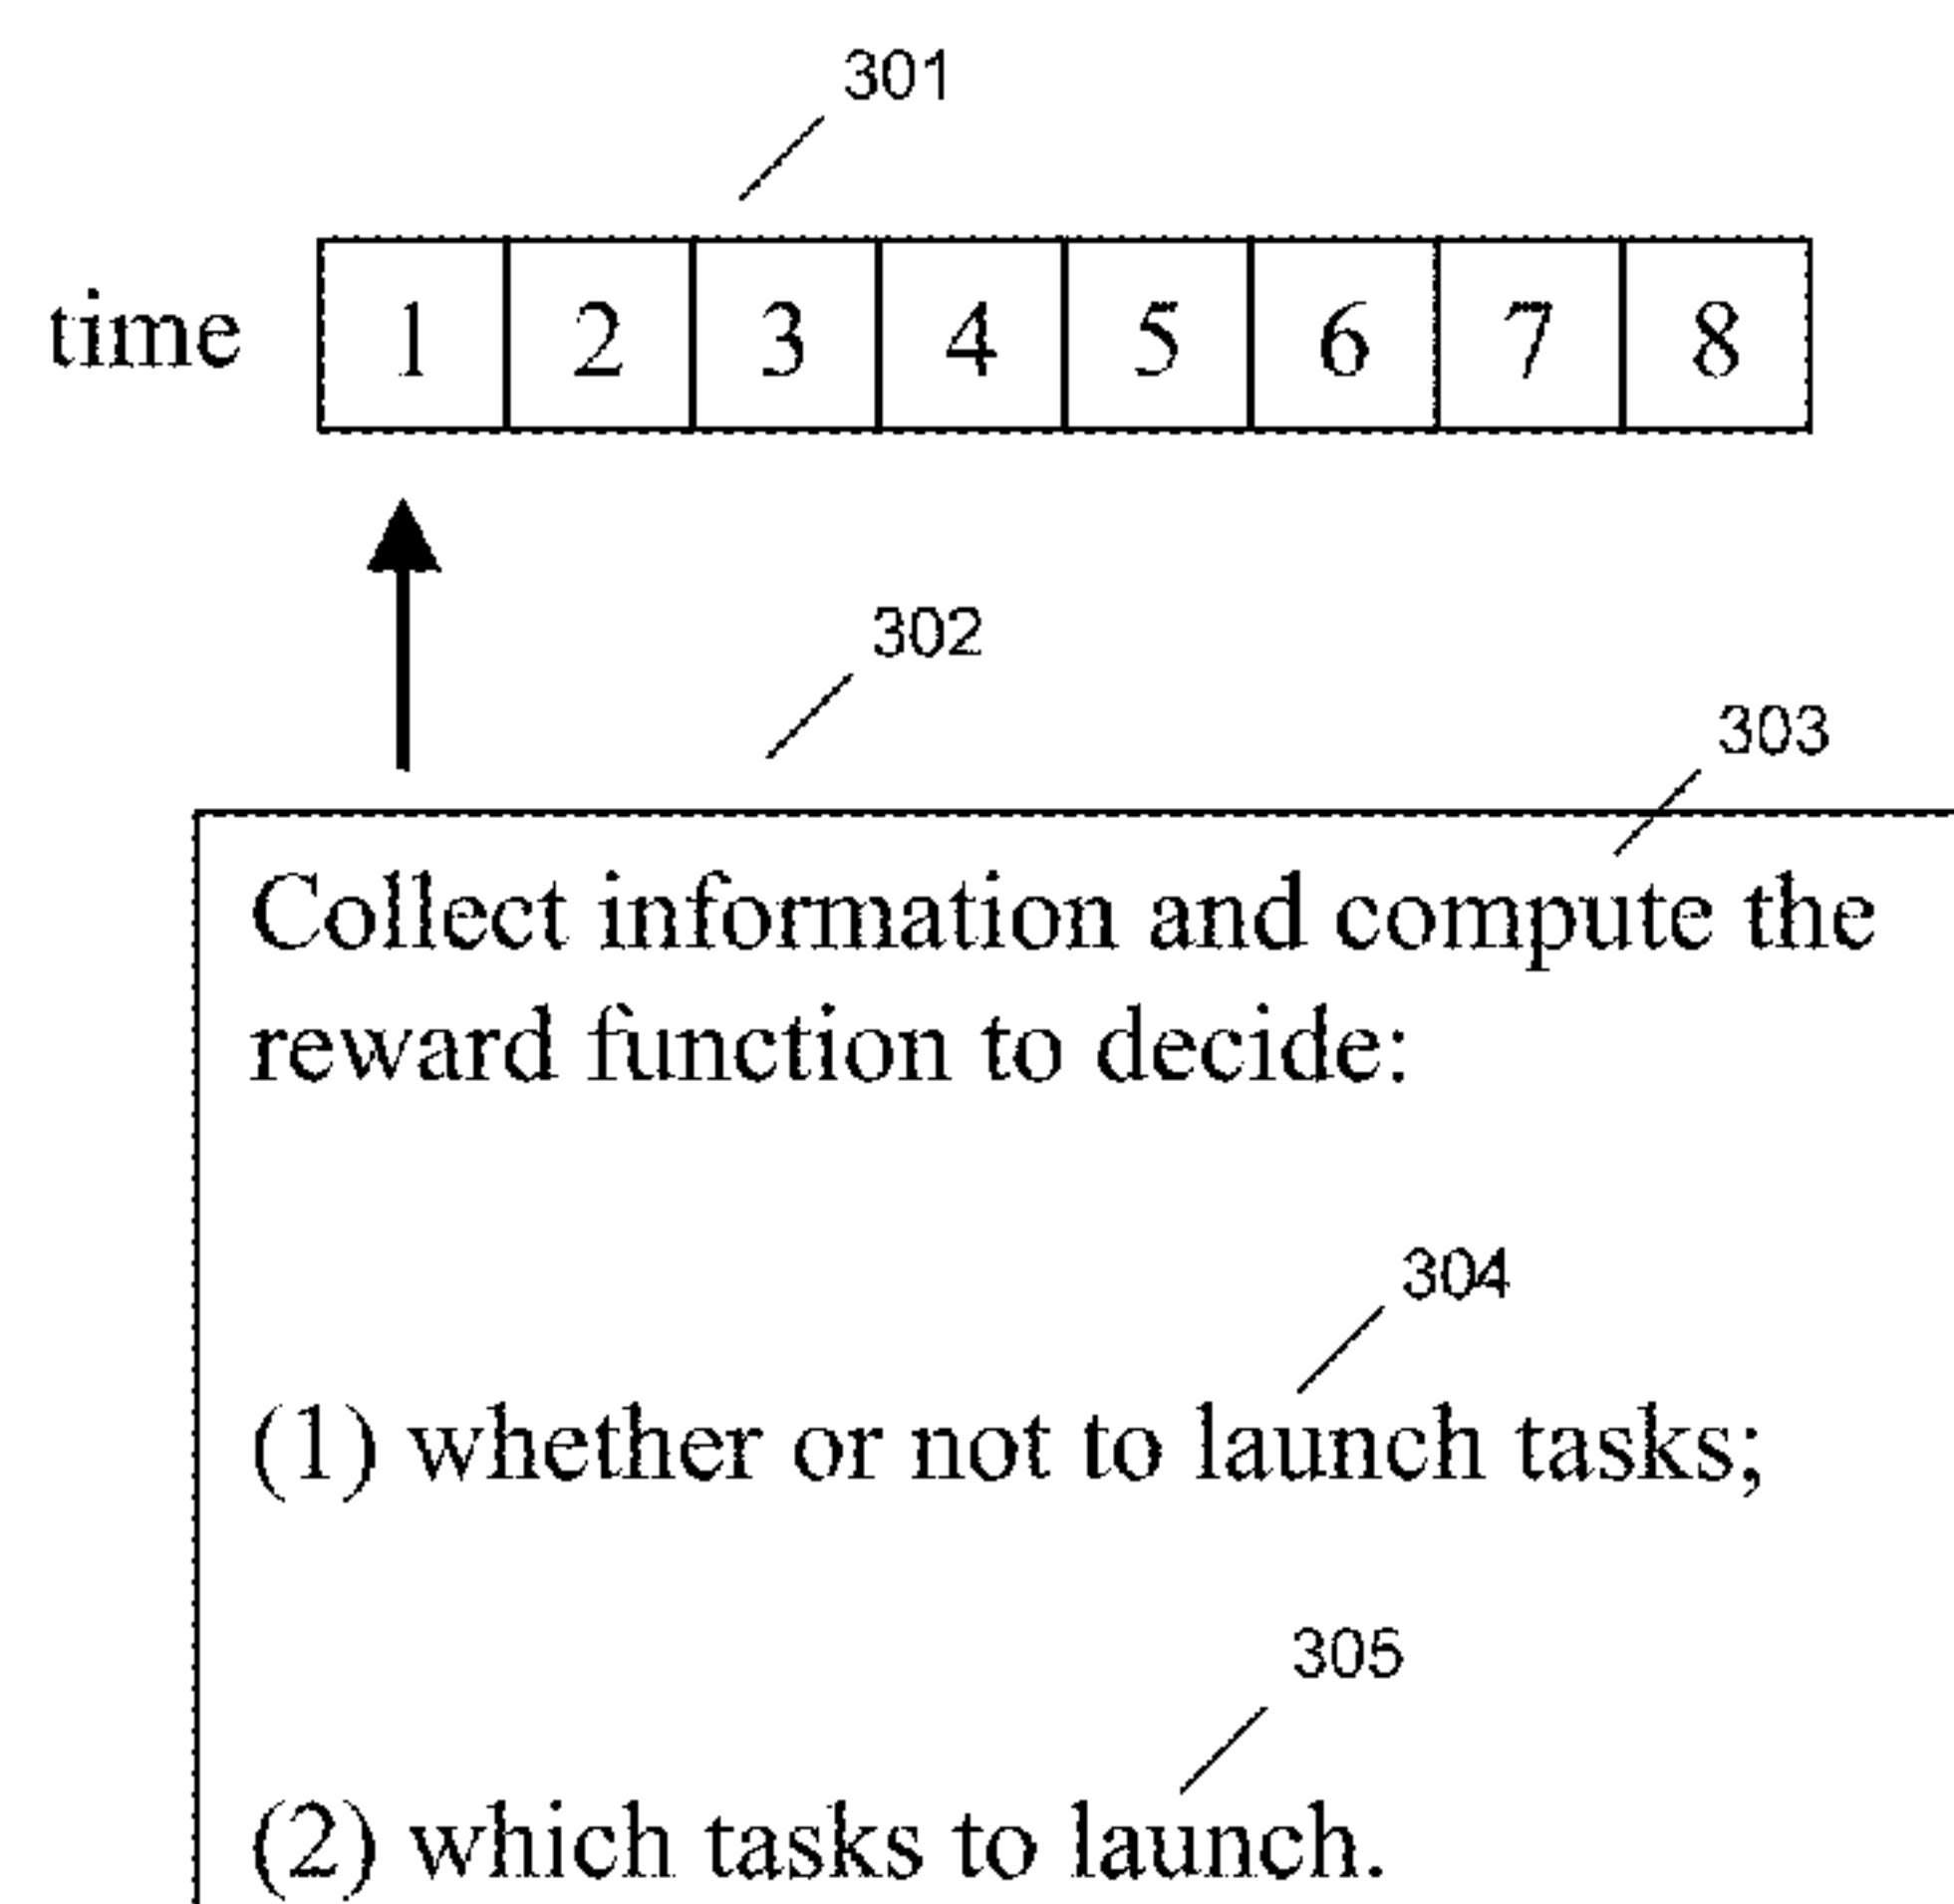 301
time 1 2 3 4 5 6 7 8
302
303
Collect information and compute the
reward function to decide:
304
(1) whether or not to launch tasks;
305
(2) which tasks to launch.